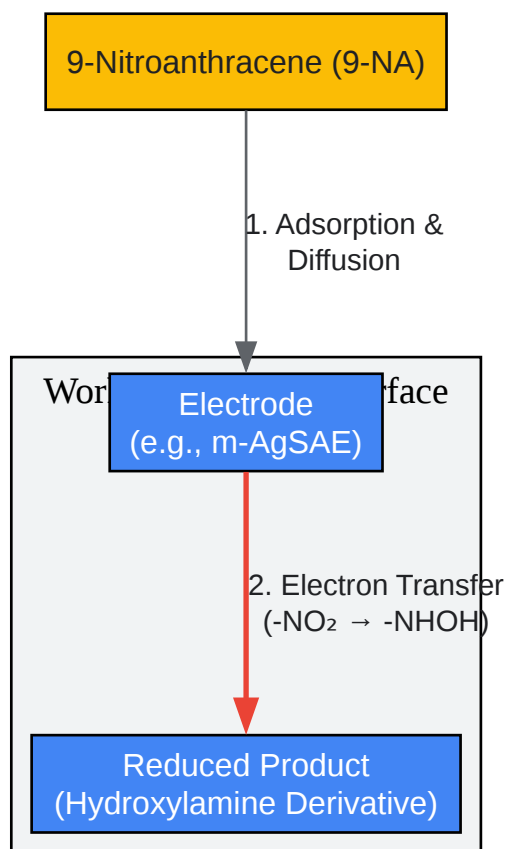 9-Nitroanthracene (9-NA)
1. Adsorption &
Diffusion
Electrode
(e.g., m-AgSAE)
2. Electron Transfer
(-NO₂ → -NHOH)
Reduced Product
(Hydroxylamine Derivative)